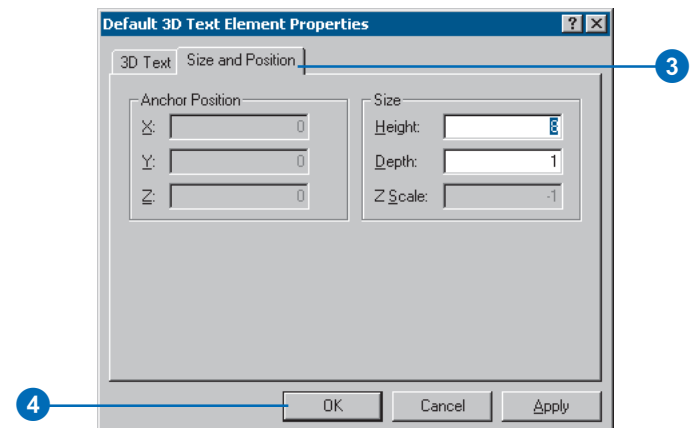 Default 3D Text Element Properties
3D Text Size and Position
3
Anchor Position
X: 0
Y: 0
Z: 0
Size
Height: 8
Depth: 1
Z Scale: -1
4
OK Cancel Apply